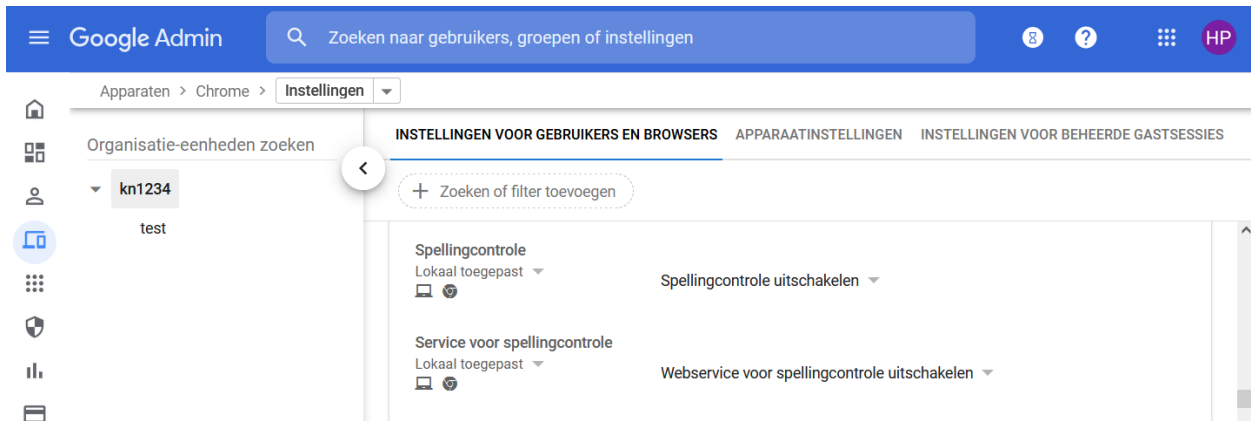 Google Admin
Zoeken naar gebruikers, groepen of instellingen
HP
Apparaten > Chrome > Instellingen
Organisatie-eenheden zoeken
kn1234
test
INSTELLINGEN VOOR GEBRUIKERS EN BROWSERS APPARAATINSTELLINGEN INSTELLINGEN VOOR BEHEERDE GASTSESSIES
+ Zoeken of filter toevoegen
Spellingcontrole
Lokaal toegepast
Spellingcontrole uitschakelen
Service voor spellingcontrole
Lokaal toegepast
Webservice voor spellingcontrole uitschakelen